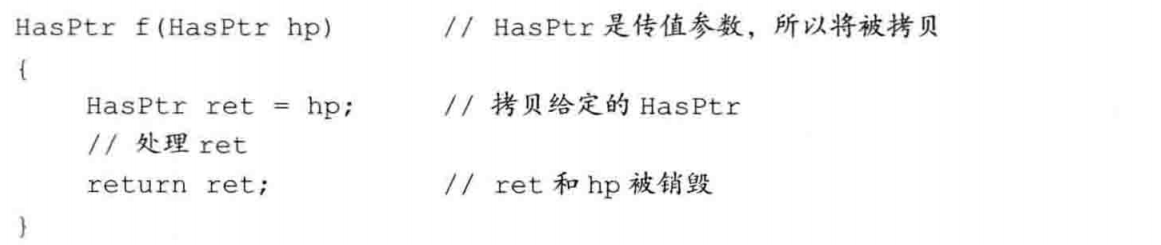 HasPtr f(HasPtr hp)        // HasPtr 是传值参数，所以将被拷贝
{
    HasPtr ret = hp;       // 拷贝给定的 HasPtr
    // 处理 ret
    return ret;            // ret 和 hp 被销毁
}